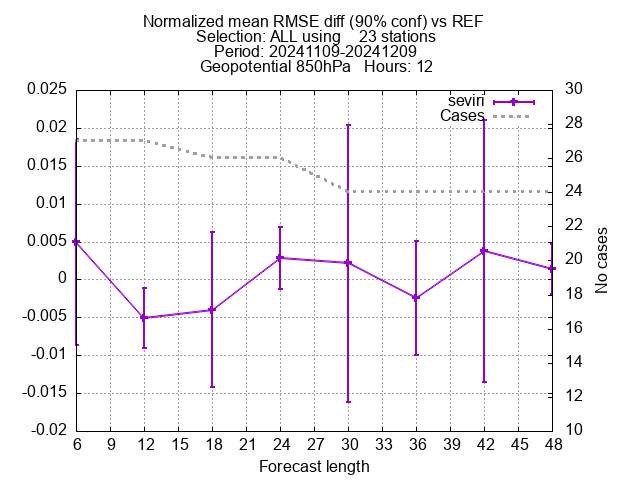 Normalized mean RMSE diff (90% conf) vs REF
Selection: ALL using    23 stations
Period: 20241109-20241209
Geopotential 850hPa   Hours: 12
seviri
Cases
0.025
0.02
0.015
0.01
0.005
0
-0.005
-0.01
-0.015
-0.02
30
28
26
24
22
20
18
16
14
12
10
No cases
6 9 12 15 18 21 24 27 30 33 36 39 42 45 48
Forecast length